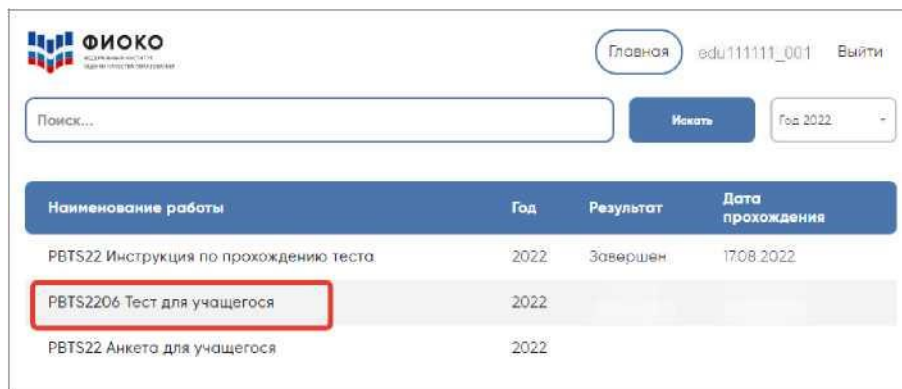 ФИОКО
Главная edu111111_001 Выйти
Поиск... Искать Год 2022
Наименование работы Год Результат Дата прохождения
PBTS22 Инструкция по прохождению теста 2022 Завершен 17.08.2022
PBTS2206 Тест для учащегося 2022
PBTS22 Анкета для учащегося 2022